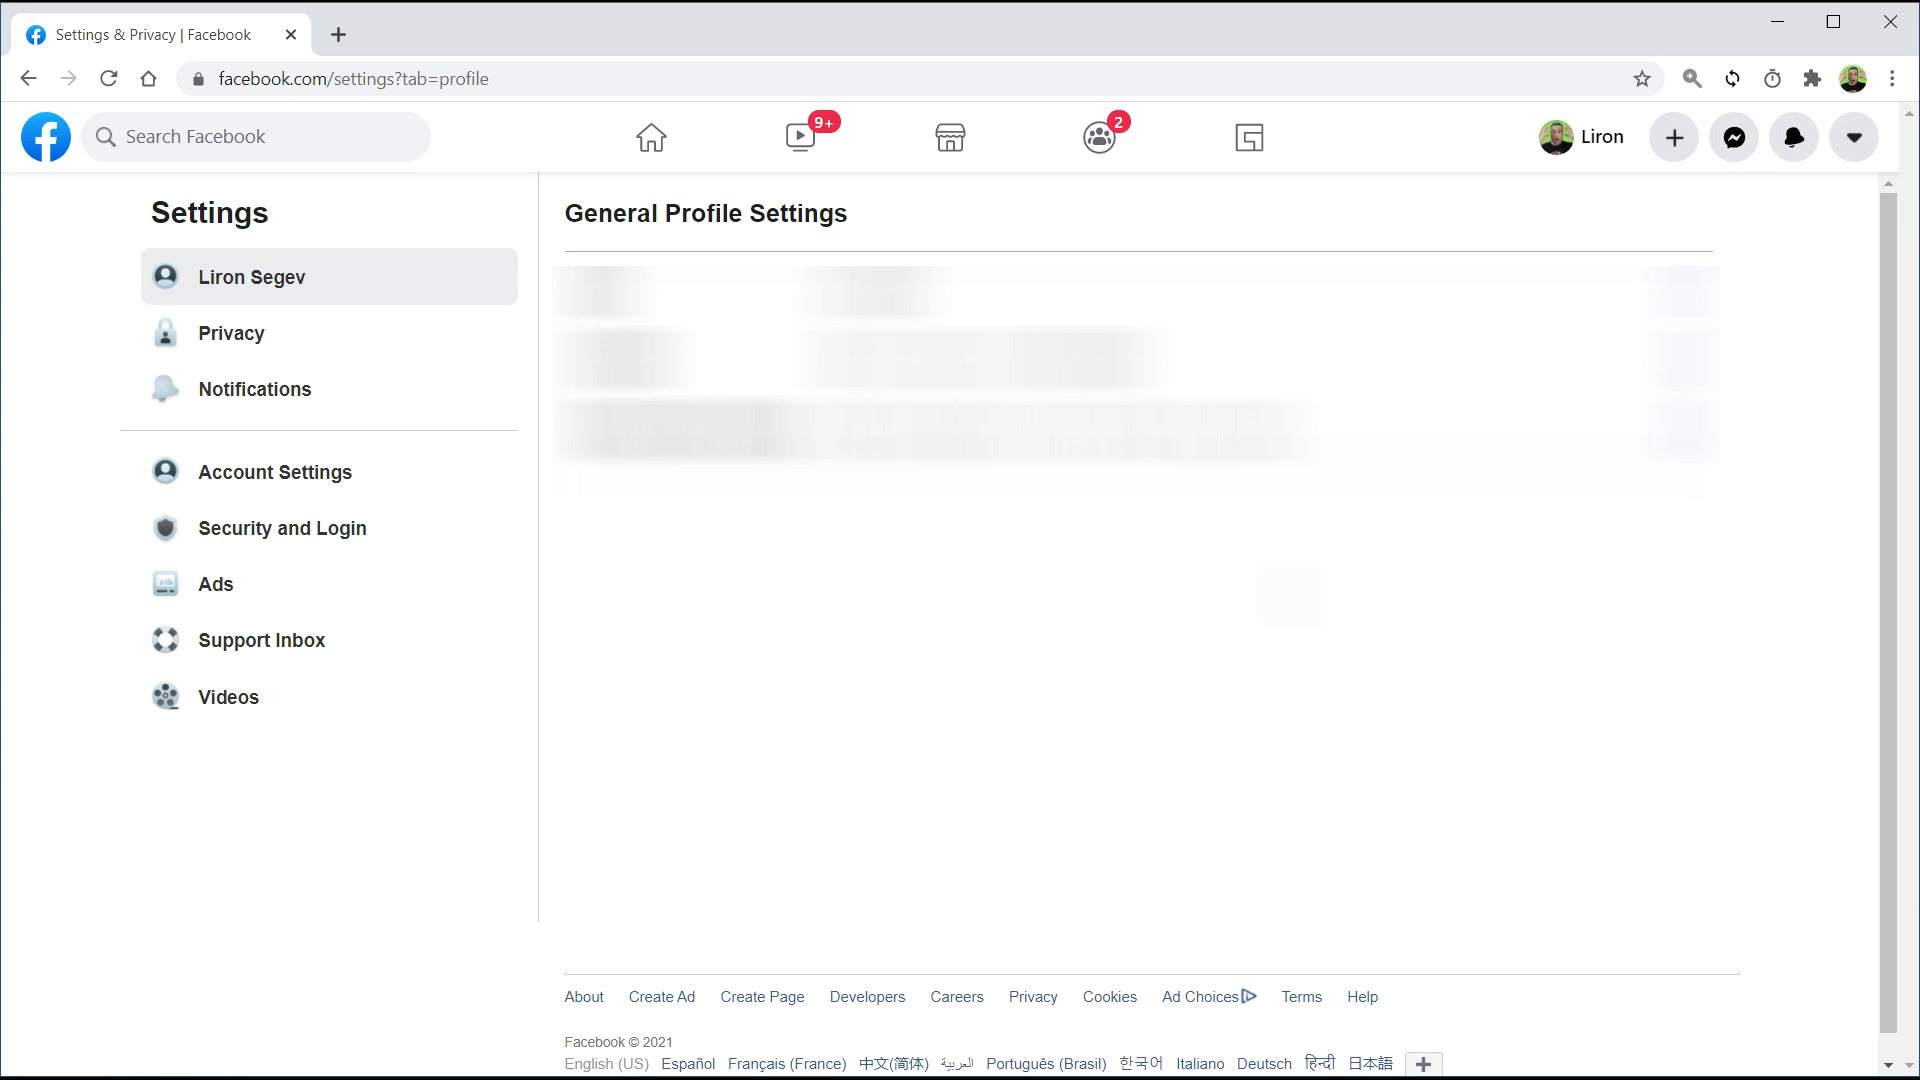 Settings & Privacy | Facebook
facebook.com/settings?tab=profile
Search Facebook
9+
2
Liron
Settings
General Profile Settings
Liron Segev
Privacy
Notifications
Account Settings
Security and Login
Ads
Support Inbox
Videos
About Create Ad Create Page Developers Careers Privacy Cookies Ad Choices Terms Help
Facebook © 2021
English (US) Español Français (France) 中文(简体) العربية Português (Brasil) 한국어 Italiano Deutsch हिन्दी 日本語